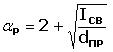 αр = 2 + √(Iсв / dпр)